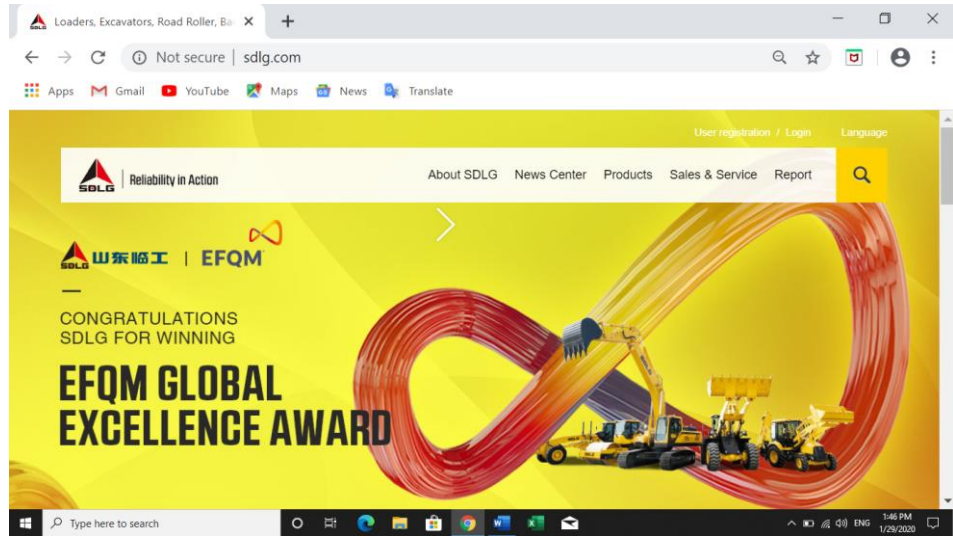 Loaders, Excavators, Road Roller, Ba
Not secure | sdlg.com
Apps Gmail YouTube Maps News Translate
User registration / Login Language
SDLG Reliability in Action About SDLG News Center Products Sales & Service Report
SDLG 山东临工 | EFQM
CONGRATULATIONS
SDLG FOR WINNING
EFQM GLOBAL
EXCELLENCE AWARD
Type here to search ENG 1:46 PM
1/29/2020